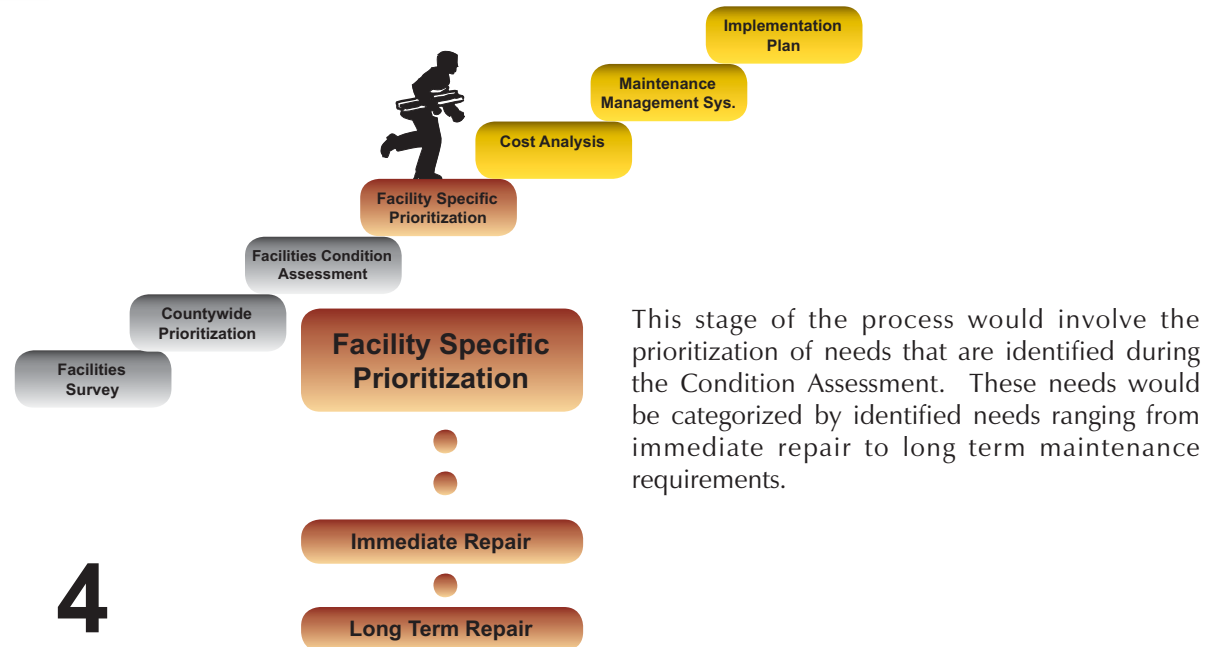 Implementation
Plan
Maintenance
Management Sys.
Cost Analysis
Facility Specific
Prioritization
Facilities Condition
Assessment
Countywide
Prioritization
Facilities
Survey
Facility Specific
Prioritization
Immediate Repair
Long Term Repair
4
This stage of the process would involve the
prioritization of needs that are identified during
the Condition Assessment. These needs would
be categorized by identified needs ranging from
immediate repair to long term maintenance
requirements.